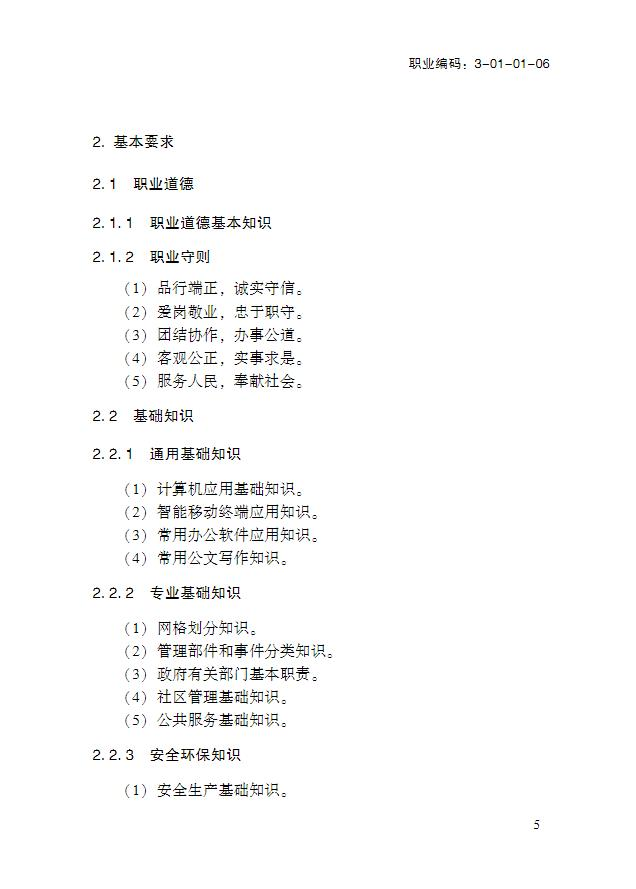 职业编码：3-01-01-06
2. 基本要求
2.1 职业道德
2.1.1 职业道德基本知识
2.1.2 职业守则
（1）品行端正，诚实守信。
（2）爱岗敬业，忠于职守。
（3）团结协作，办事公道。
（4）客观公正，实事求是。
（5）服务人民，奉献社会。
2.2 基础知识
2.2.1 通用基础知识
（1）计算机应用基础知识。
（2）智能移动终端应用知识。
（3）常用办公软件应用知识。
（4）常用公文写作知识。
2.2.2 专业基础知识
（1）网格划分知识。
（2）管理部件和事件分类知识。
（3）政府有关部门基本职责。
（4）社区管理基础知识。
（5）公共服务基础知识。
2.2.3 安全环保知识
（1）安全生产基础知识。
5